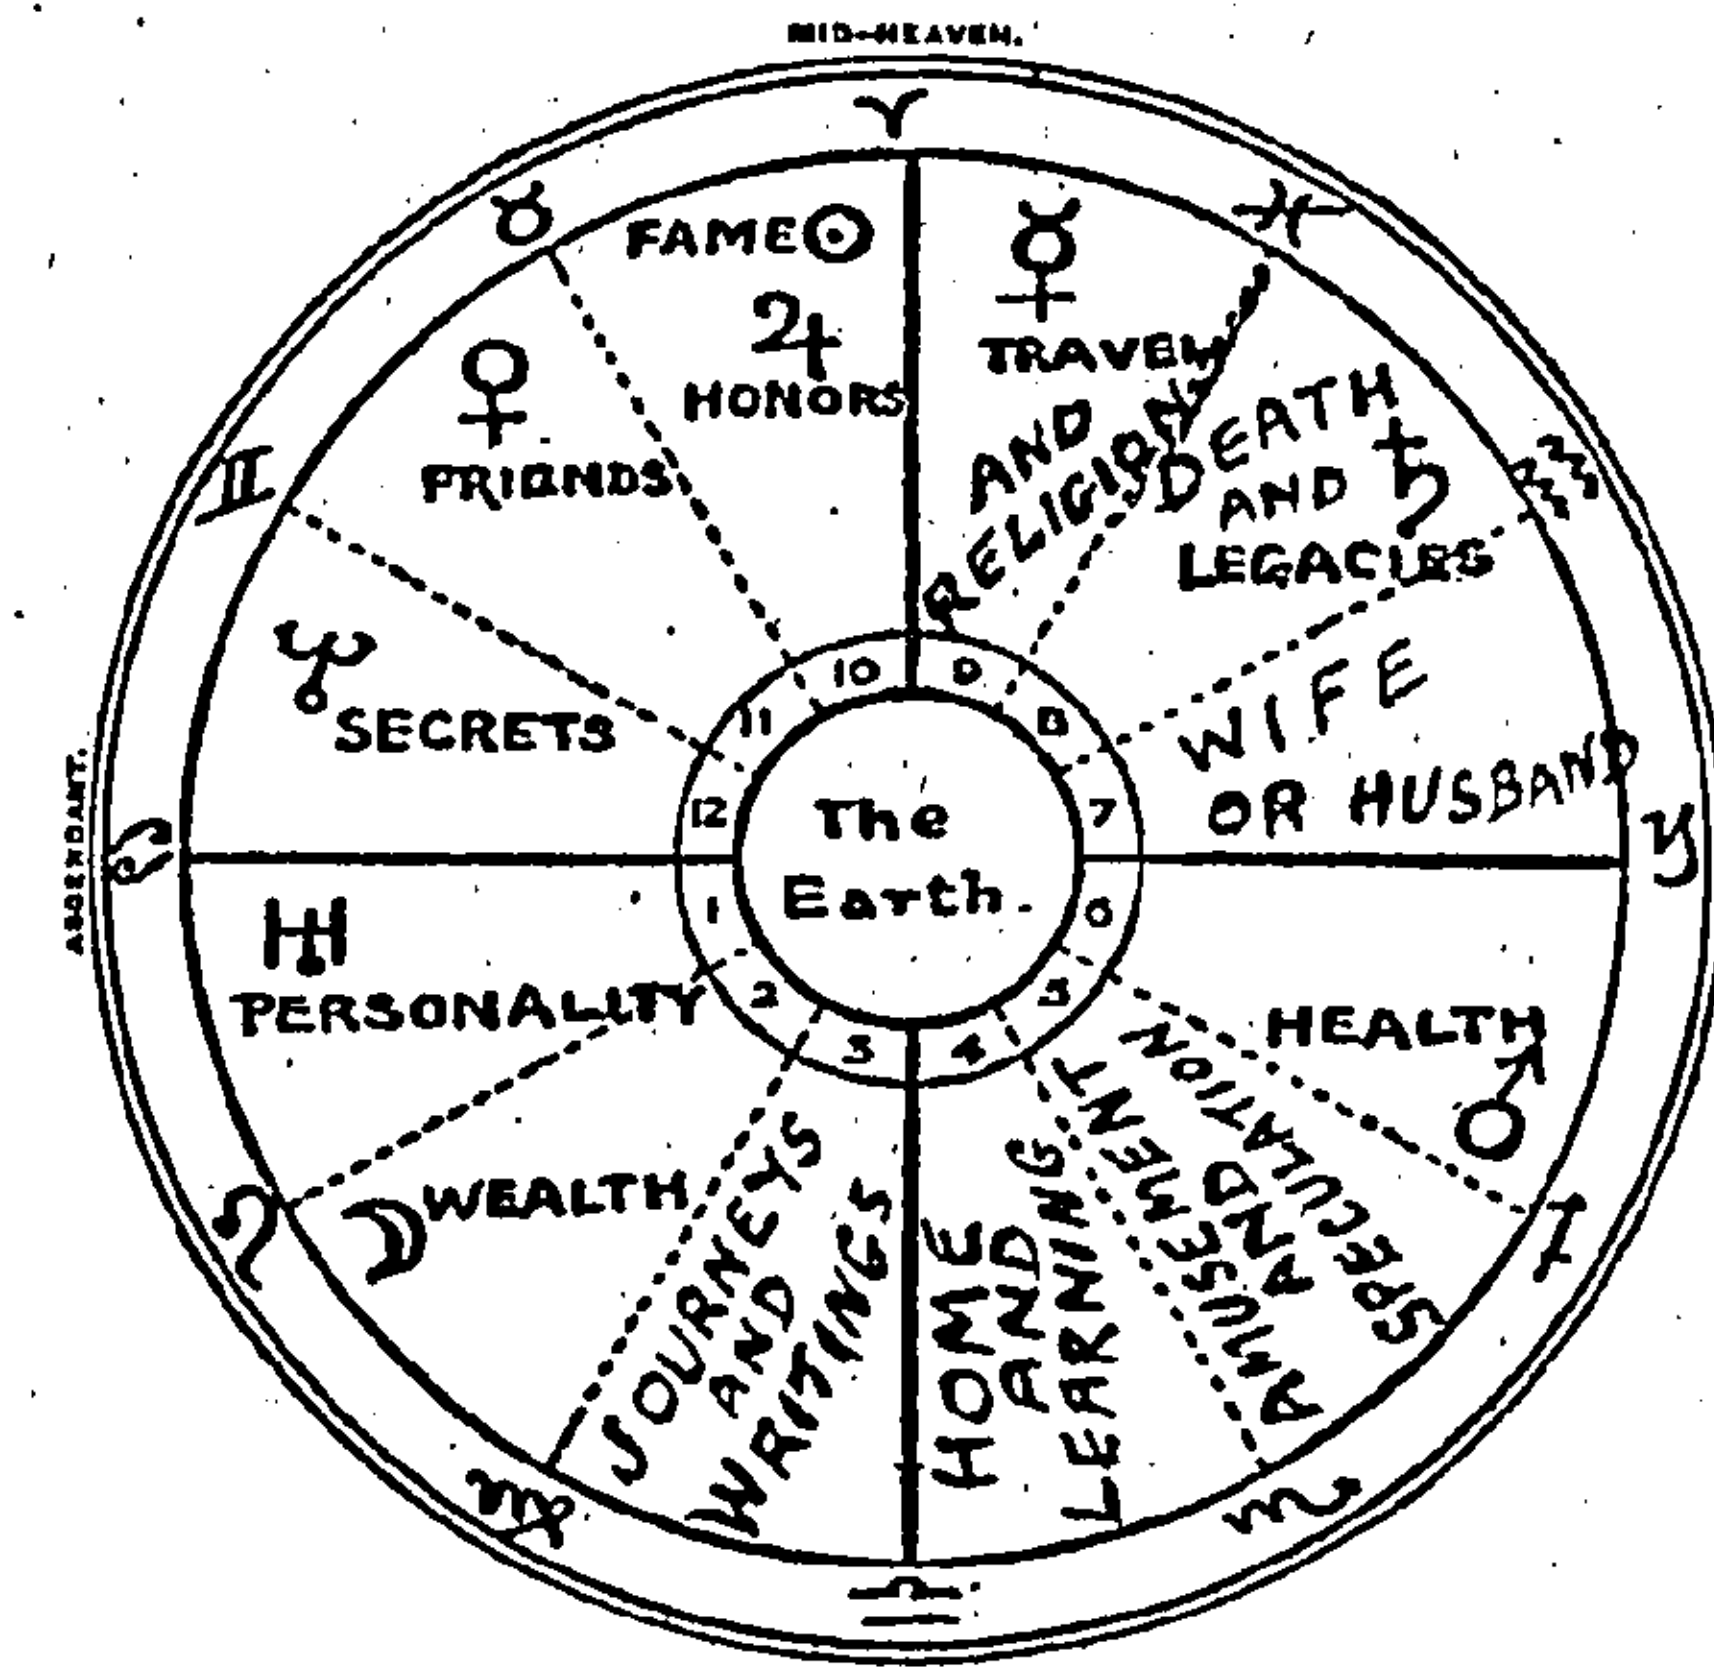 MID-HEAVEN.
ASCENDANT.
FAME
HONORS
TRAVEL
AND
RELIGION
DEATH
AND
LEGACIES
WIFE
OR HUSBAND
HEALTH
SPECULATION
AND
AMUSEMENT
HOME
AND
LEARNING
JOURNEYS
AND
WRITINGS
WEALTH
PERSONALITY
SECRETS
FRIENDS
10
9
8
7
6
5
4
3
2
1
12
11
The
Earth.